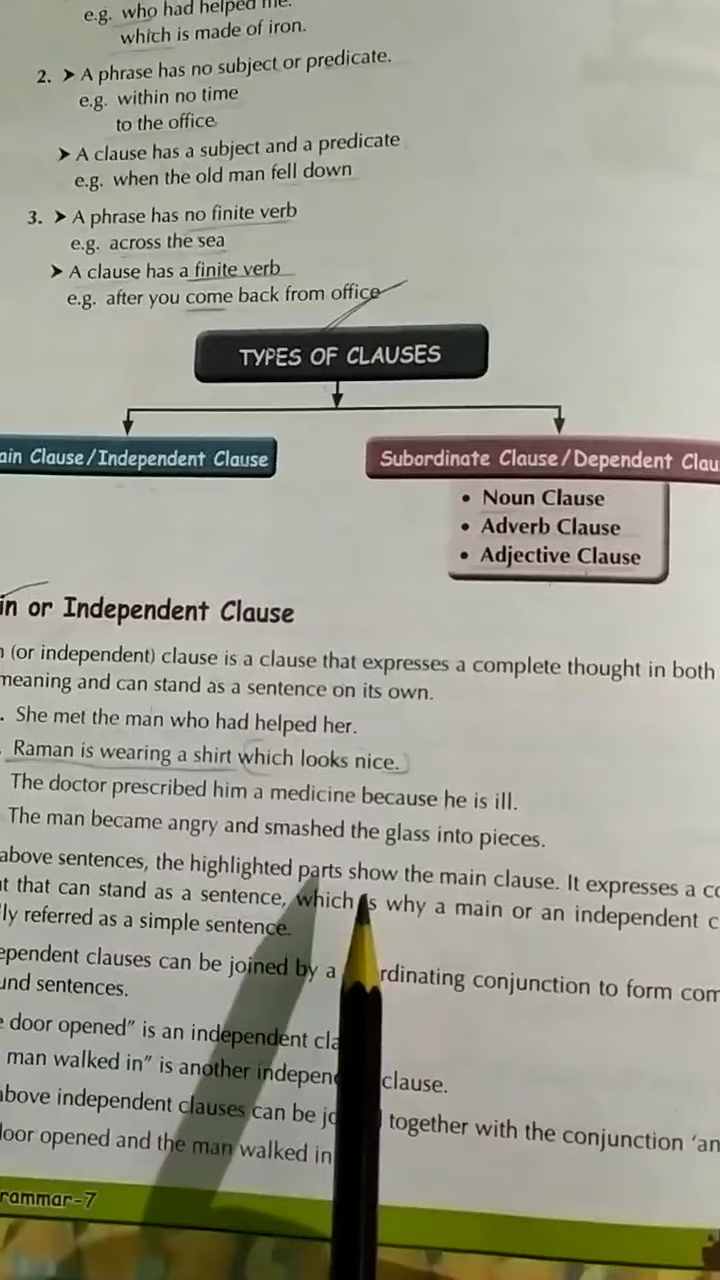 e.g. who had helped me.
which is made of iron.
2. ➤ A phrase has no subject or predicate.
e.g. within no time
to the office
➤ A clause has a subject and a predicate
e.g. when the old man fell down
3. ➤ A phrase has no finite verb
e.g. across the sea
➤ A clause has a finite verb
e.g. after you come back from office
TYPES OF CLAUSES
ain Clause/Independent Clause
Subordinate Clause/Dependent Clau
• Noun Clause
• Adverb Clause
• Adjective Clause
in or Independent Clause
(or independent) clause is a clause that expresses a complete thought in both
meaning and can stand as a sentence on its own.
. She met the man who had helped her.
. Raman is wearing a shirt which looks nice.
The doctor prescribed him a medicine because he is ill.
The man became angry and smashed the glass into pieces.
above sentences, the highlighted parts show the main clause. It expresses a
that can stand as a sentence, which is why a main or an independent
ly referred as a simple sentence.
ependent clauses can be joined by a rdinating conjunction to form com
und sentences.
door opened" is an independent cla
man walked in" is another indepen clause.
above independent clauses can be jo together with the conjunction 'an
door opened and the man walked in
rammar-7